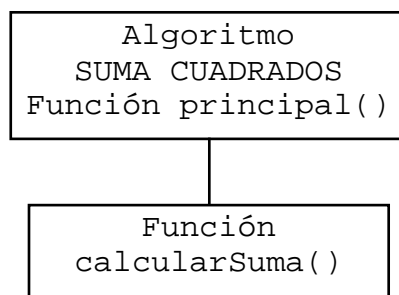 Algoritmo
SUMA CUADRADOS
Función principal()
Función
calcularSuma()